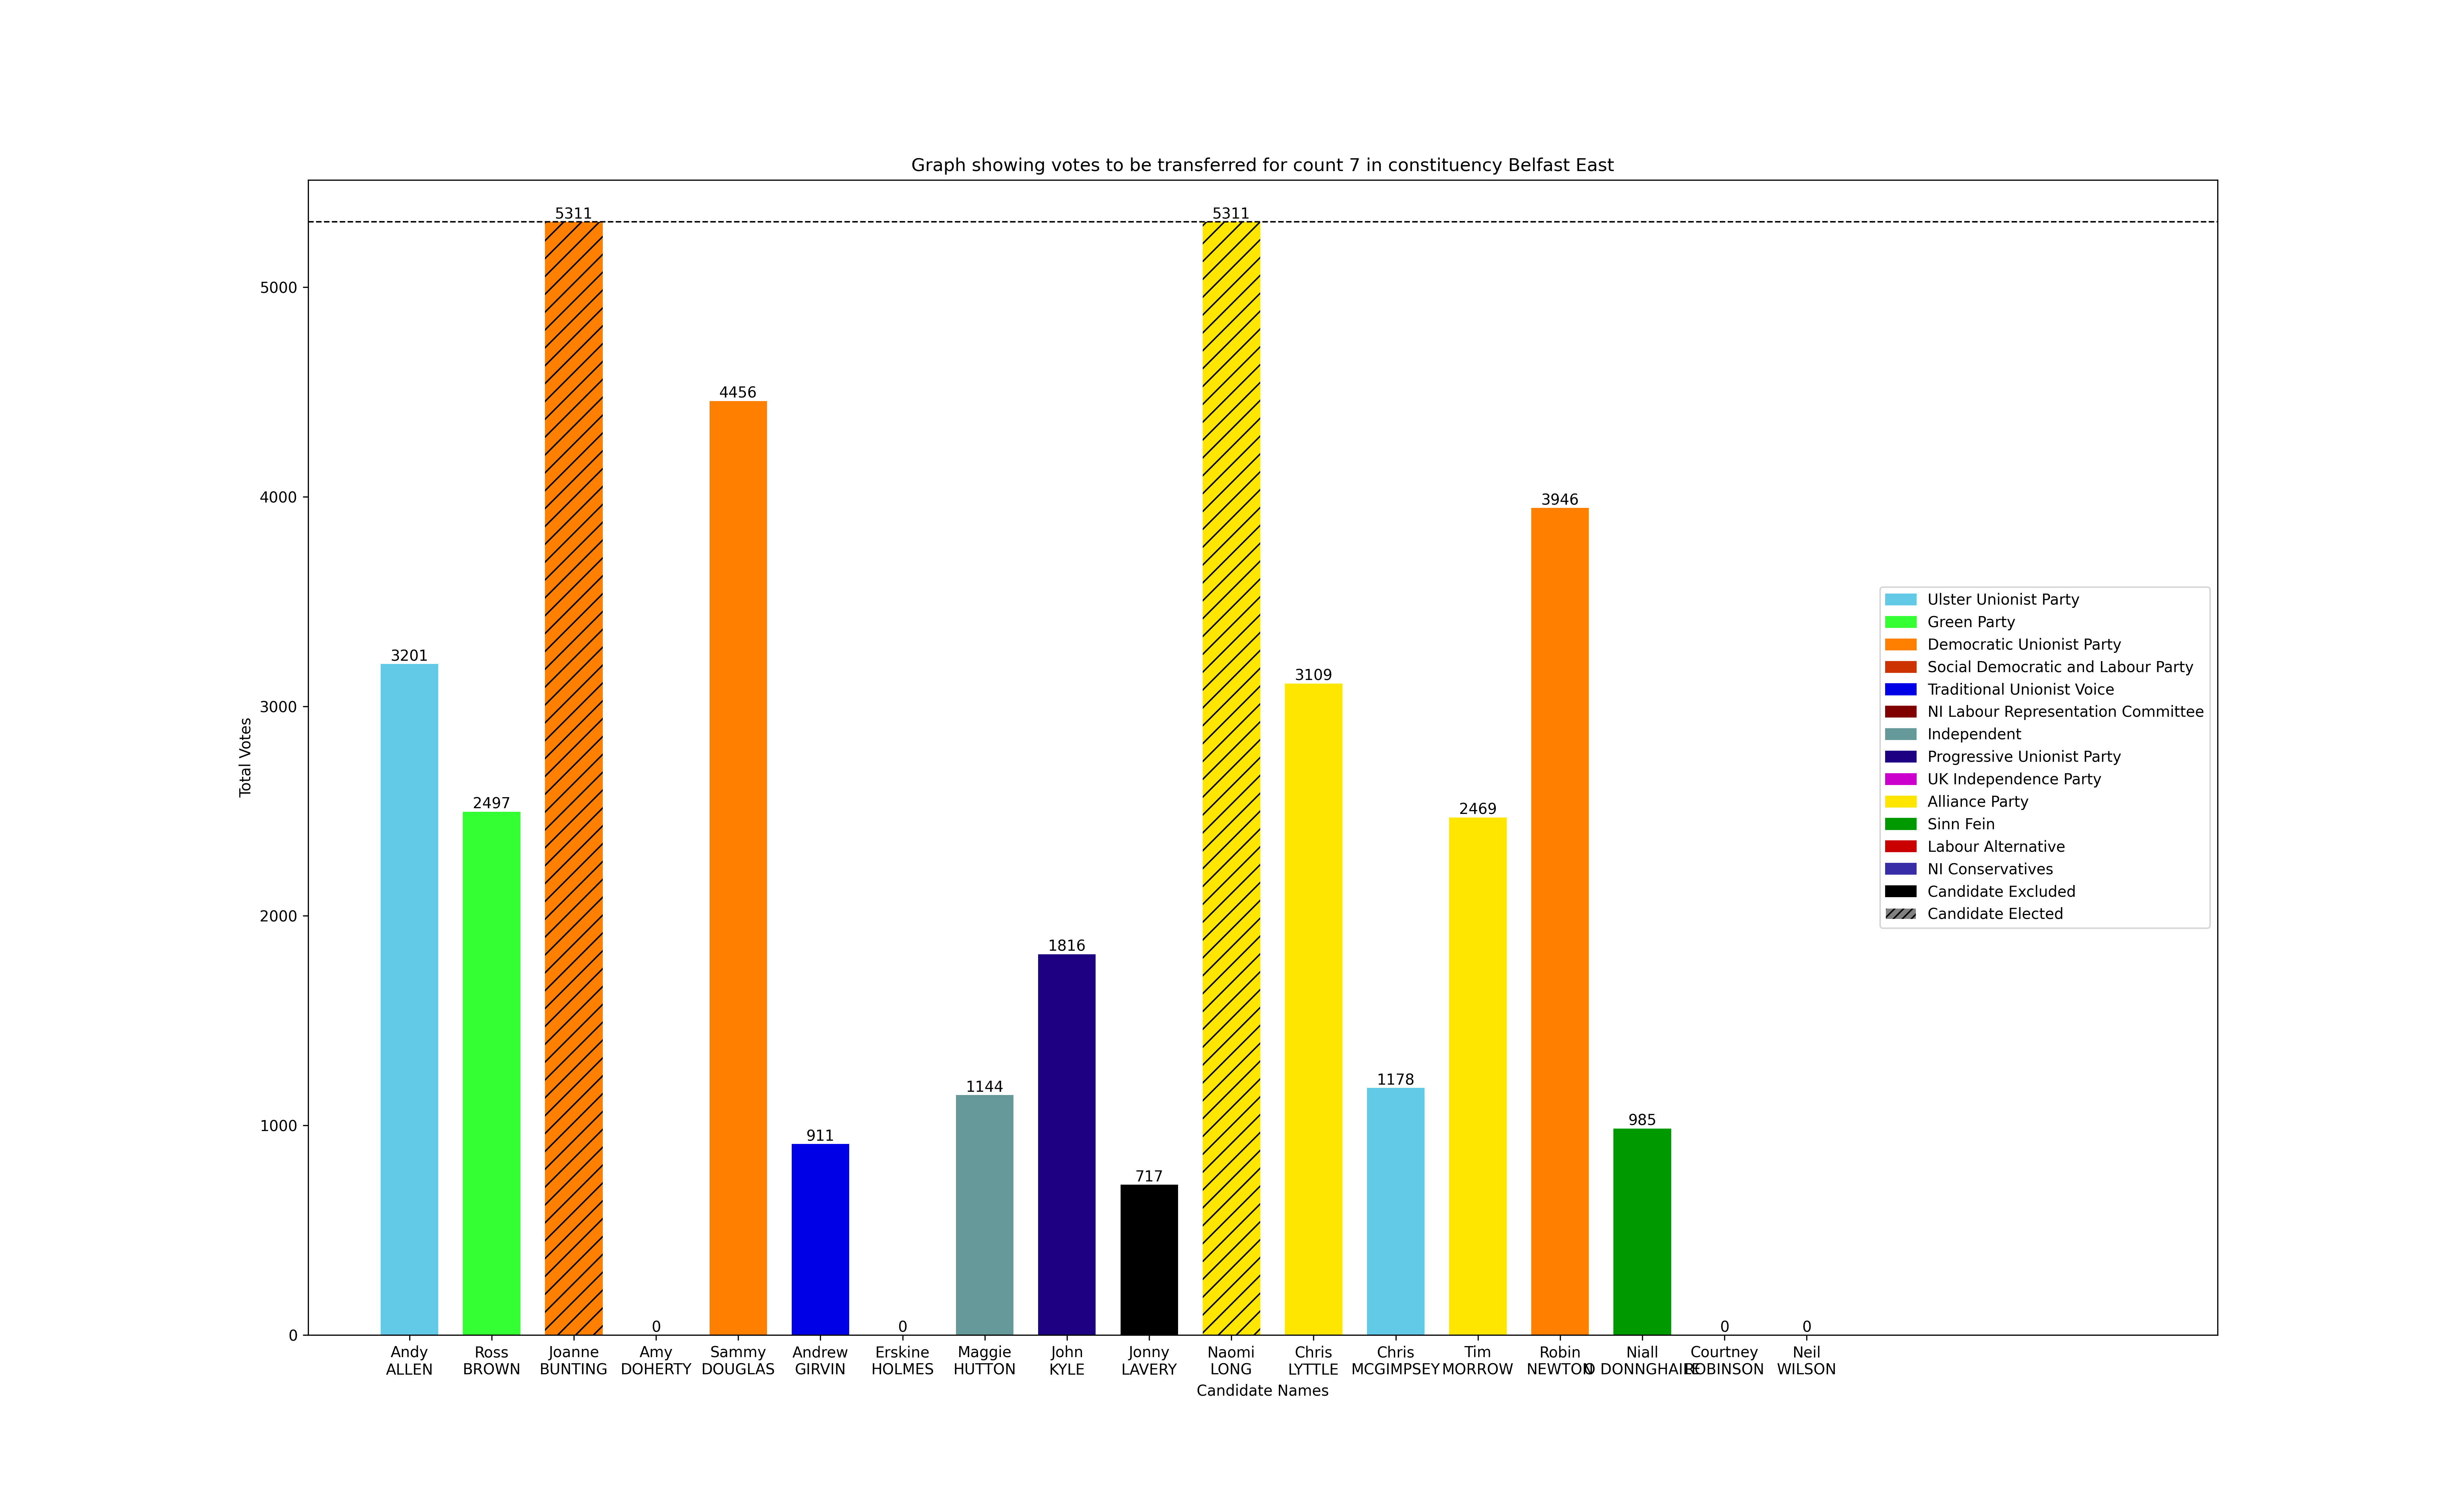 Graph showing votes to be transferred for count 7 in constituency Belfast East
Total Votes
5000
4000
3000
2000
1000
0
3201
2497
5311
0
4456
911
0
1144
1816
717
5311
3109
1178
2469
3946
985
0
0
Andy
ALLEN
Ross
BROWN
Joanne
BUNTING
Amy
DOHERTY
Sammy
DOUGLAS
Andrew
GIRVIN
Erskine
HOLMES
Maggie
HUTTON
John
KYLE
Jonny
LAVERY
Naomi
LONG
Chris
LYTTLE
Chris
MCGIMPSEY
Tim
MORROW
Robin
NEWTON
Niall
O DONNGHAILE
Courtney
ROBINSON
Neil
WILSON
Candidate Names
Ulster Unionist Party
Green Party
Democratic Unionist Party
Social Democratic and Labour Party
Traditional Unionist Voice
NI Labour Representation Committee
Independent
Progressive Unionist Party
UK Independence Party
Alliance Party
Sinn Fein
Labour Alternative
NI Conservatives
Candidate Excluded
Candidate Elected